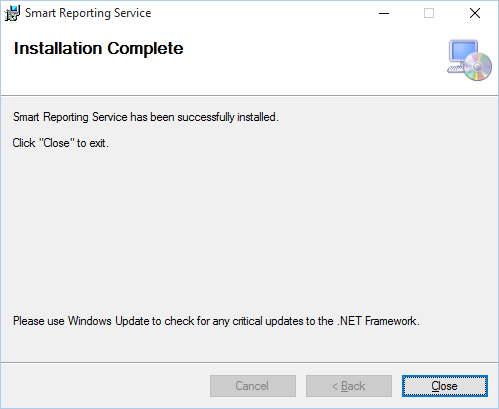 Smart Reporting Service
Installation Complete
Smart Reporting Service has been successfully installed.
Click "Close" to exit.
Please use Windows Update to check for any critical updates to the .NET Framework.
Cancel
< Back
Close